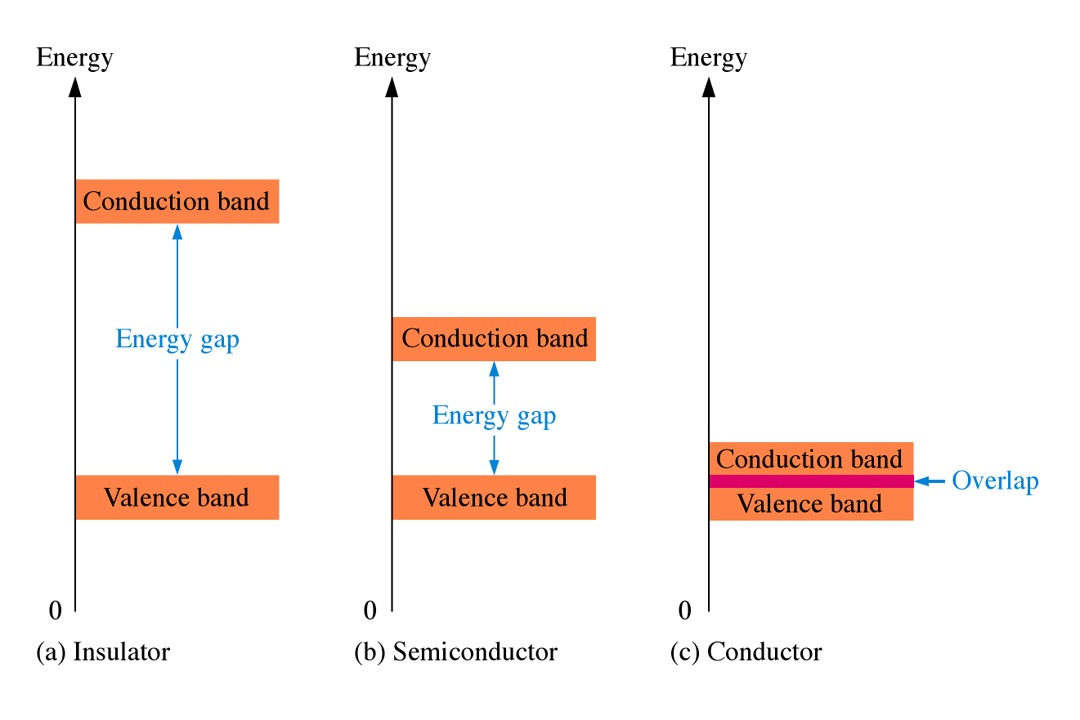 Energy
Conduction band
Energy gap
Valence band
0
(a) Insulator
Energy
Conduction band
Energy gap
Valence band
0
(b) Semiconductor
Energy
Conduction band
Overlap
Valence band
0
(c) Conductor